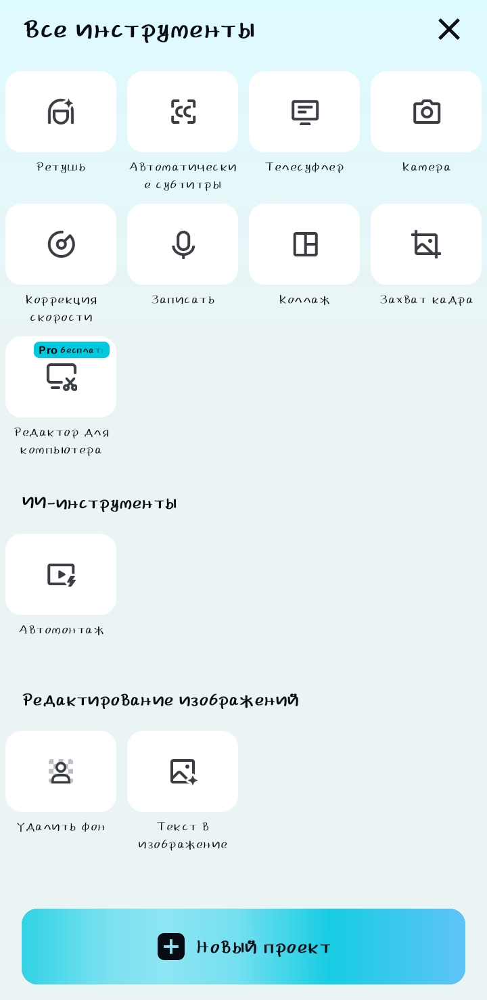 Все инструменты
Ретушь
Автоматически
е субтитры
Телесуфлер
Камера
Коррекция
скорости
Записать
Коллаж
Захват кадра
Pro бесплат
Редактор для
компьютера
ИИ-инструменты
Автомонтаж
Редактирование изображений
Удалить фон
Текст в
изображение
Новый проект